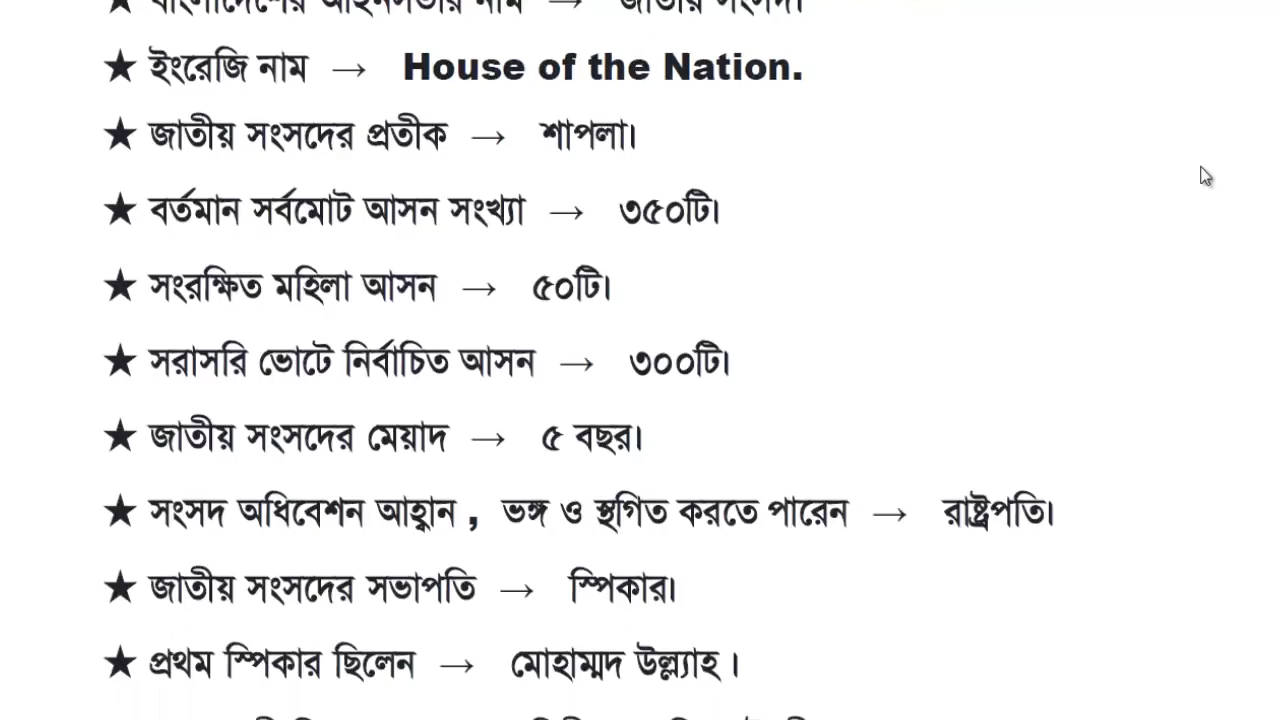 বাংলাদেশের আইনসভার নাম → জাতীয় সংসদ।
★ ইংরেজি নাম → House of the Nation.
★ জাতীয় সংসদের প্রতীক → শাপলা।
★ বর্তমান সর্বমোট আসন সংখ্যা → ৩৫০টি।
★ সংরক্ষিত মহিলা আসন → ৫০টি।
★ সরাসরি ভোটে নির্বাচিত আসন → ৩০০টি।
★ জাতীয় সংসদের মেয়াদ → ৫ বছর।
★ সংসদ অধিবেশন আহ্বান , ভঙ্গ ও স্থগিত করতে পারেন → রাষ্ট্রপতি।
★ জাতীয় সংসদের সভাপতি → স্পিকার।
★ প্রথম স্পিকার ছিলেন → মোহাম্মদ উল্ল্যাহ ।